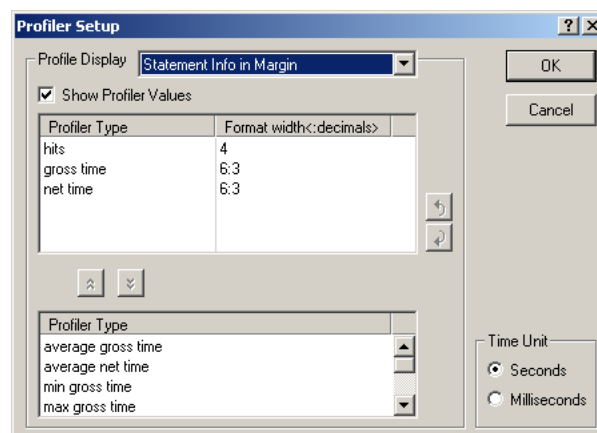 Profiler Setup
Profile Display Statement Info in Margin
Show Profiler Values
Profiler Type Format width<:decimals>
hits 4
gross time 6:3
net time 6:3
Profiler Type
average gross time
average net time
min gross time
max gross time
OK
Cancel
Time Unit
Seconds
Milliseconds